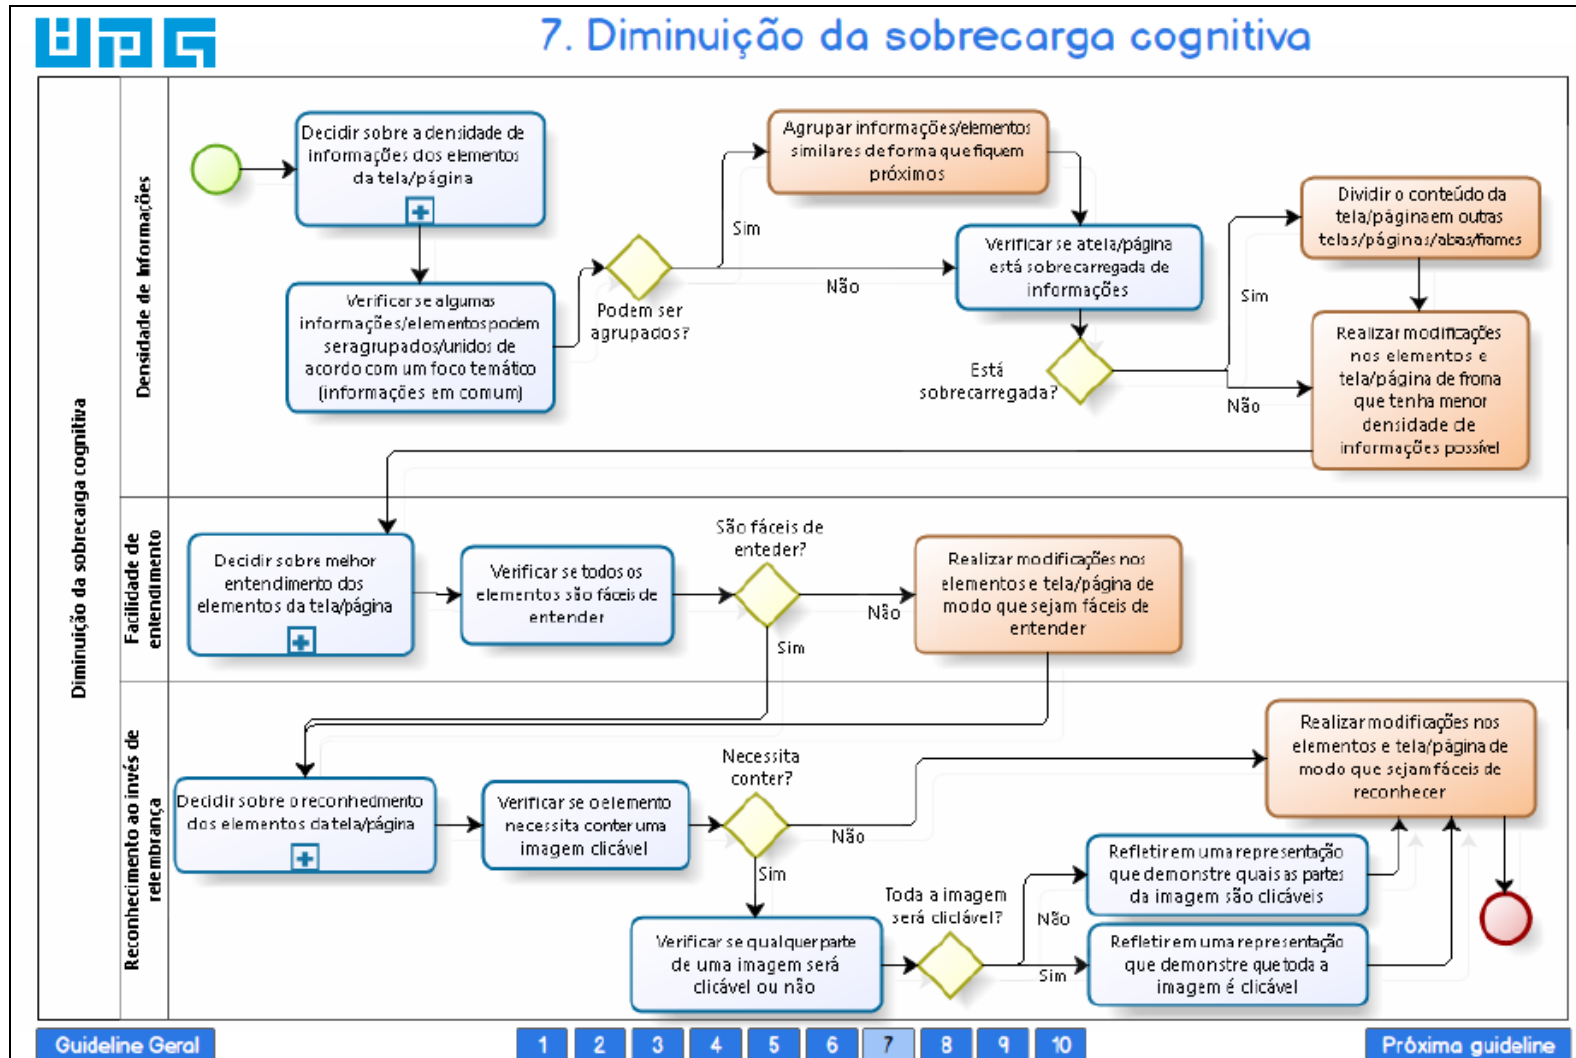 UPG
7. Diminuição da sobrecarga cognitiva
Diminuição da sobrecarga cognitiva
Densidade de Informações
Decidir sobre a densidade de
informações dos elementos
da tela/página
Verificar se algumas
informações/elementos podem
ser agrupados/unidos de
acordo com um foco temático
(informações em comum)
Podem ser
agrupados?
Sim
Não
Agrupar informações/elementos
similares de forma que fiquem
próximos
Verificar se a tela/página
está sobrecarregada de
informações
Está
sobrecarregada?
Sim
Não
Dividir o conteúdo da
tela/página em outras
telas/páginas/abas/frames
Realizar modificações
nos elementos e
tela/página de froma
que tenha menor
densidade de
informações possível
Facilidade de
entendimento
Decidir sobre melhor
entendimento dos
elementos da tela/página
Verificar se todos os
elementos são fáceis de
entender
São fáceis de
enteder?
Não
Sim
Realizar modificações nos
elementos e tela/página de
modo que sejam fáceis de
entender
Reconhecimento ao invés de
relembrança
Decidir sobre o reconhedmento
dos elementos da tela/página
Verificar se o elemento
necessita conter uma
imagem clicável
Necessita
conter?
Não
Sim
Realizar modificações nos
elementos e tela/página de
modo que sejam fáceis de
reconhecer
Verificar se qualquer parte
de uma imagem será
clicável ou não
Toda a imagem
será cliclável?
Não
Sim
Refletir em uma representação
que demonstre quais as partes
da imagem são clicáveis
Refletir em uma representação
que demonstre que toda a
imagem é clicável
Guideline Geral
1 2 3 4 5 6 7 8 9 10
Próxima guideline